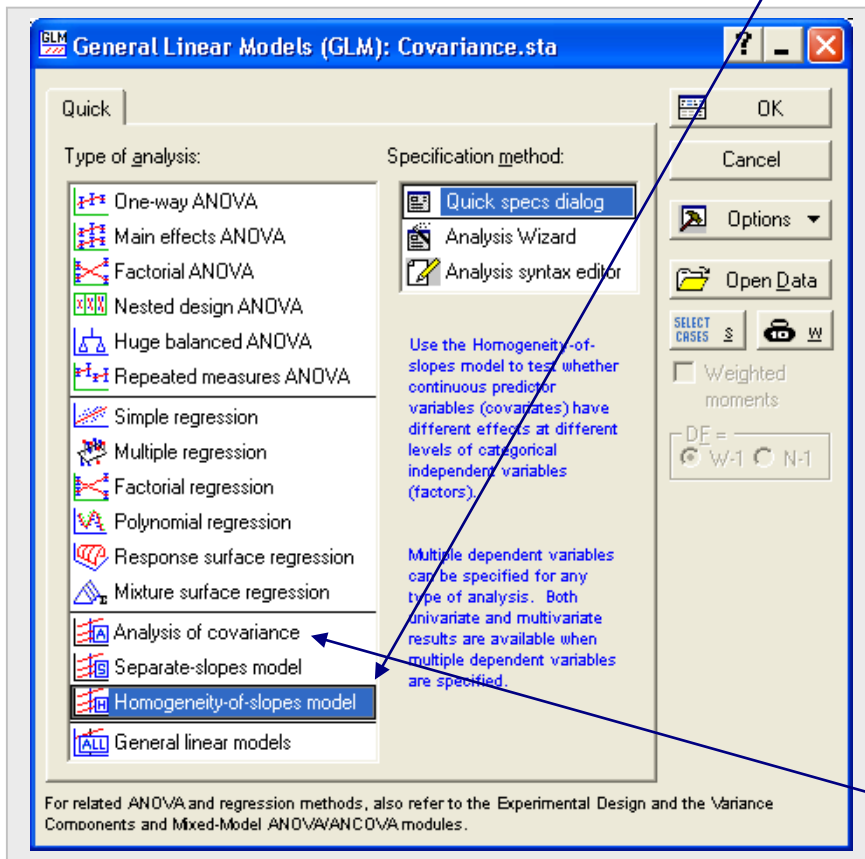 GLM General Linear Models (GLM): Covariance.sta
Quick
OK
Cancel
Options
Open Data
SELECT CASES S
10 W
Weighted
moments
DF =
W-1 N-1
Type of analysis:
One-way ANOVA
Main effects ANOVA
Factorial ANOVA
Nested design ANOVA
Huge balanced ANOVA
Repeated measures ANOVA
Simple regression
Multiple regression
Factorial regression
Polynomial regression
Response surface regression
Mixture surface regression
A Analysis of covariance
S Separate-slopes model
H Homogeneity-of-slopes model
ALL General linear models
Specification method:
Quick specs dialog
Analysis Wizard
Analysis syntax editor
Use the Homogeneity-of-
slopes model to test whether
continuous predictor
variables (covariates) have
different effects at different
levels of categorical
independent variables
(factors).
Multiple dependent variables
can be specified for any
type of analysis. Both
univariate and multivariate
results are available when
multiple dependent variables
are specified.
For related ANOVA and regression methods, also refer to the Experimental Design and the Variance
Components and Mixed-Model ANOVA/ANCOVA modules.